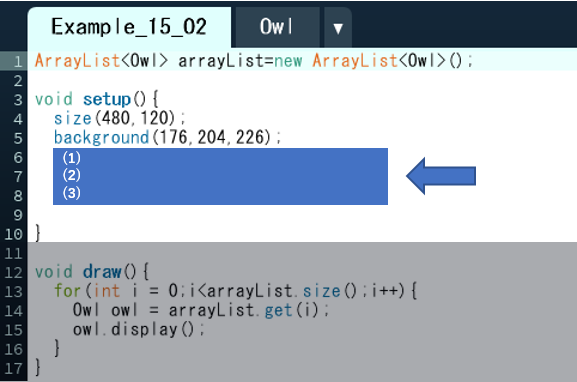 Example_15_02 Owl ▼
1 ArrayList<Owl> arrayList=new ArrayList<Owl>();
2
3 void setup(){
4 size(480,120);
5 background(176,204,226);
6 (1)
7 (2)
8 (3)
9
10 }
11
12 void draw(){
13 for(int i = 0;i<arrayList.size();i++){
14 Owl owl = arrayList.get(i);
15 owl.display();
16 }
17 }